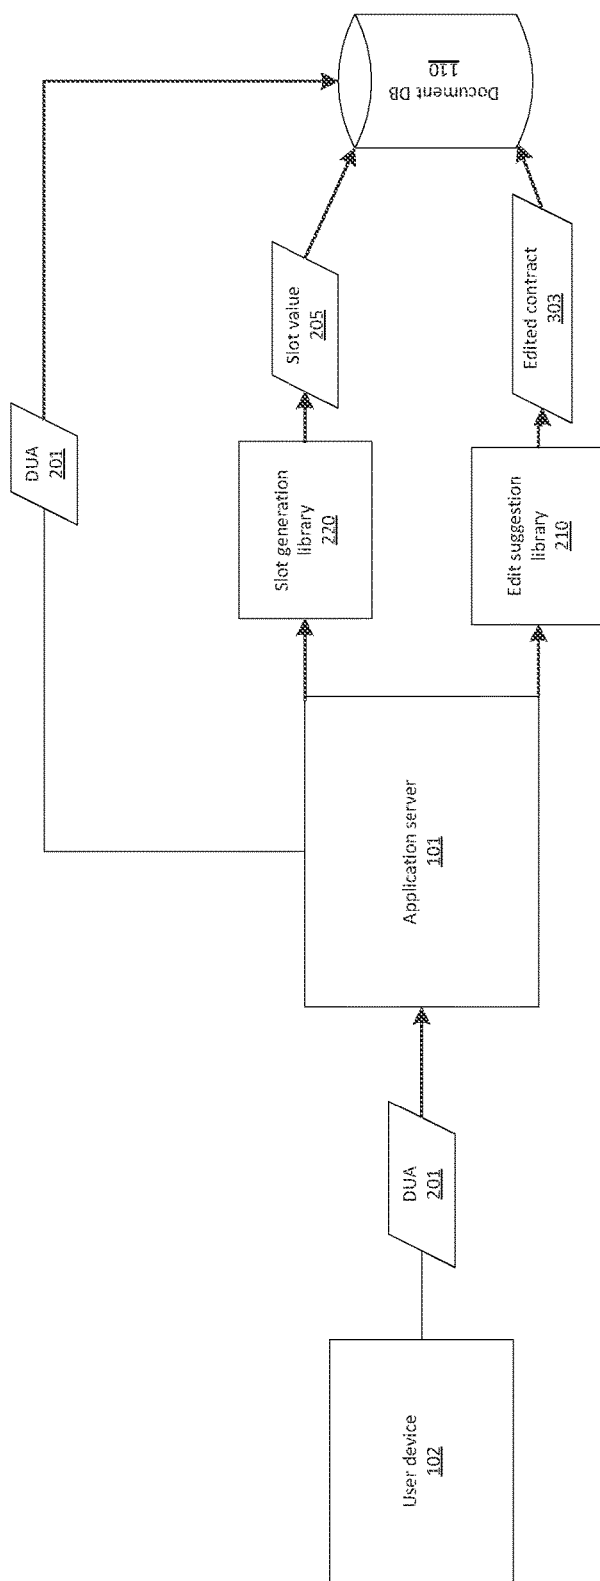 User device
102
DUA
201
Application server
101
DUA
201
Slot generation
library
220
Slot value
205
Edit suggestion
library
210
Edited contract
303
Document DB
110